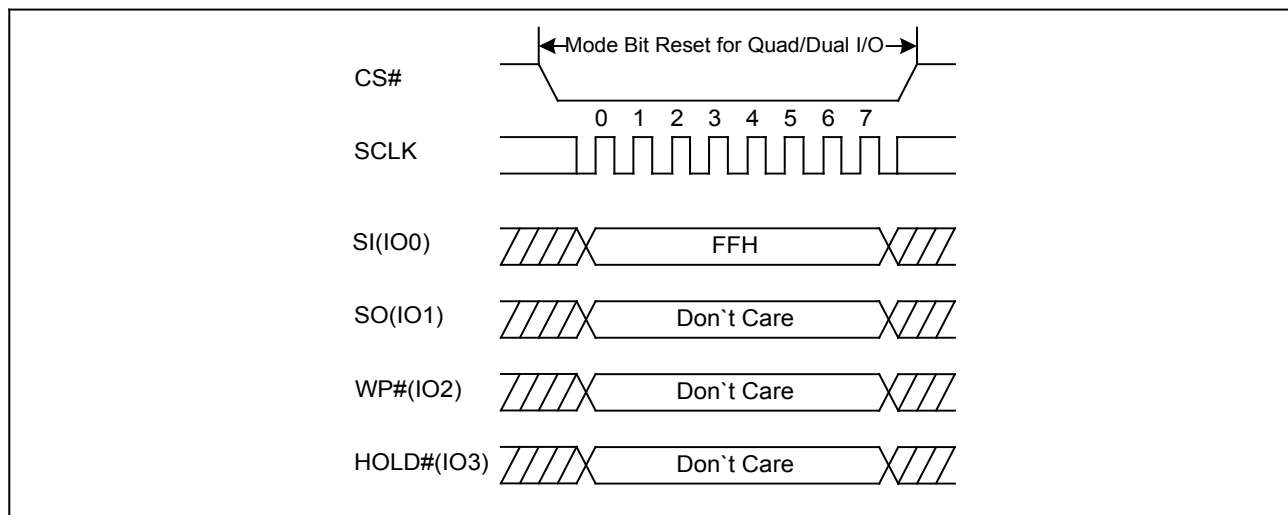 Mode Bit Reset for Quad/Dual I/O
CS#
0 1 2 3 4 5 6 7
SCLK
SI(IO0) FFH
SO(IO1) Don`t Care
WP#(IO2) Don`t Care
HOLD#(IO3) Don`t Care